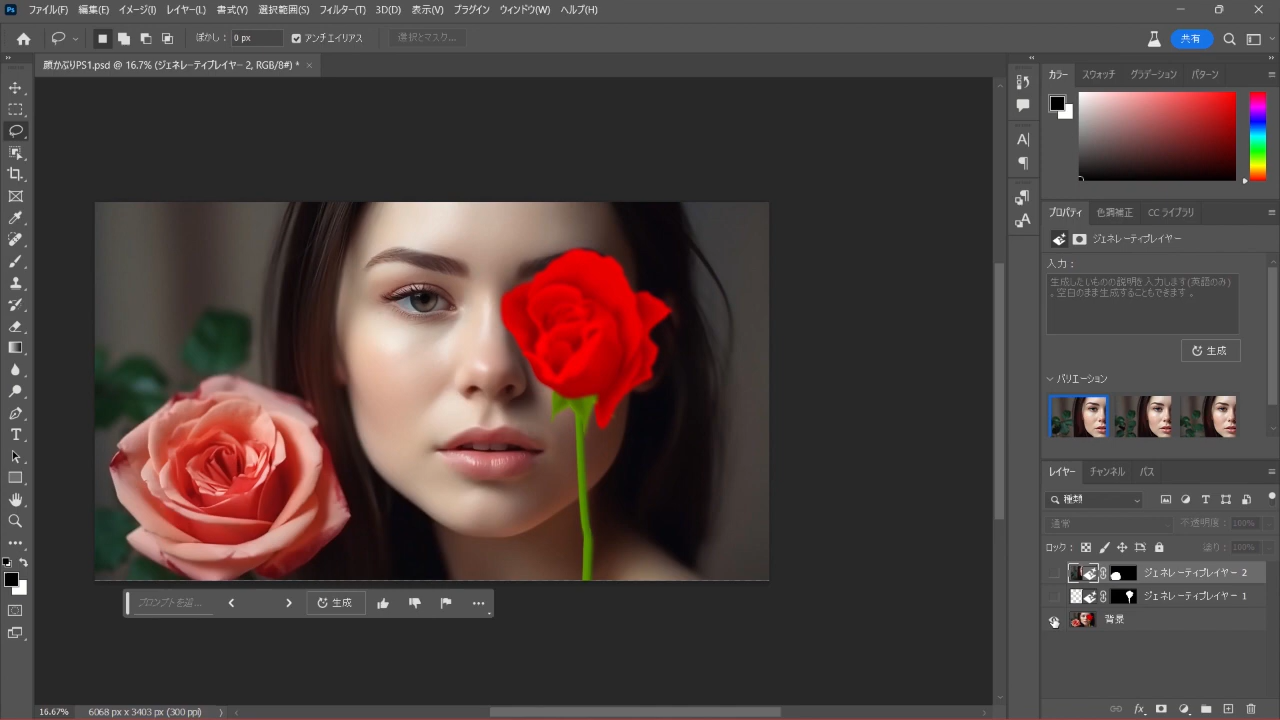 Ps ファイル(F) 編集(E) イメージ(I) レイヤー(L) 書式(Y) 選択範囲(S) フィルター(T) 3D(D) 表示(V) プラグイン ウィンドウ(W) ヘルプ(H)
ぼかし : 0 px アンチエイリアス 選択とマスク... 共有
顔かぶりPS1.psd @ 16.7% (ジェネレーティブレイヤー 2, RGB/8#) *
カラー スウォッチ グラデーション パターン
プロパティ 色調補正 CC ライブラリ
ジェネレーティブレイヤー
入力 :
生成したいものの説明を入力します(英語のみ)
。空白のまま生成することもできます 。
生成
バリエーション
レイヤー チャンネル パス
種類
通常 不透明度 : 100%
ロック : 塗り : 100%
ジェネレーティブレイヤー 2
ジェネレーティブレイヤー 1
背景
プロンプトを選... 生成
16.67% 6068 px x 3403 px (300 ppi)